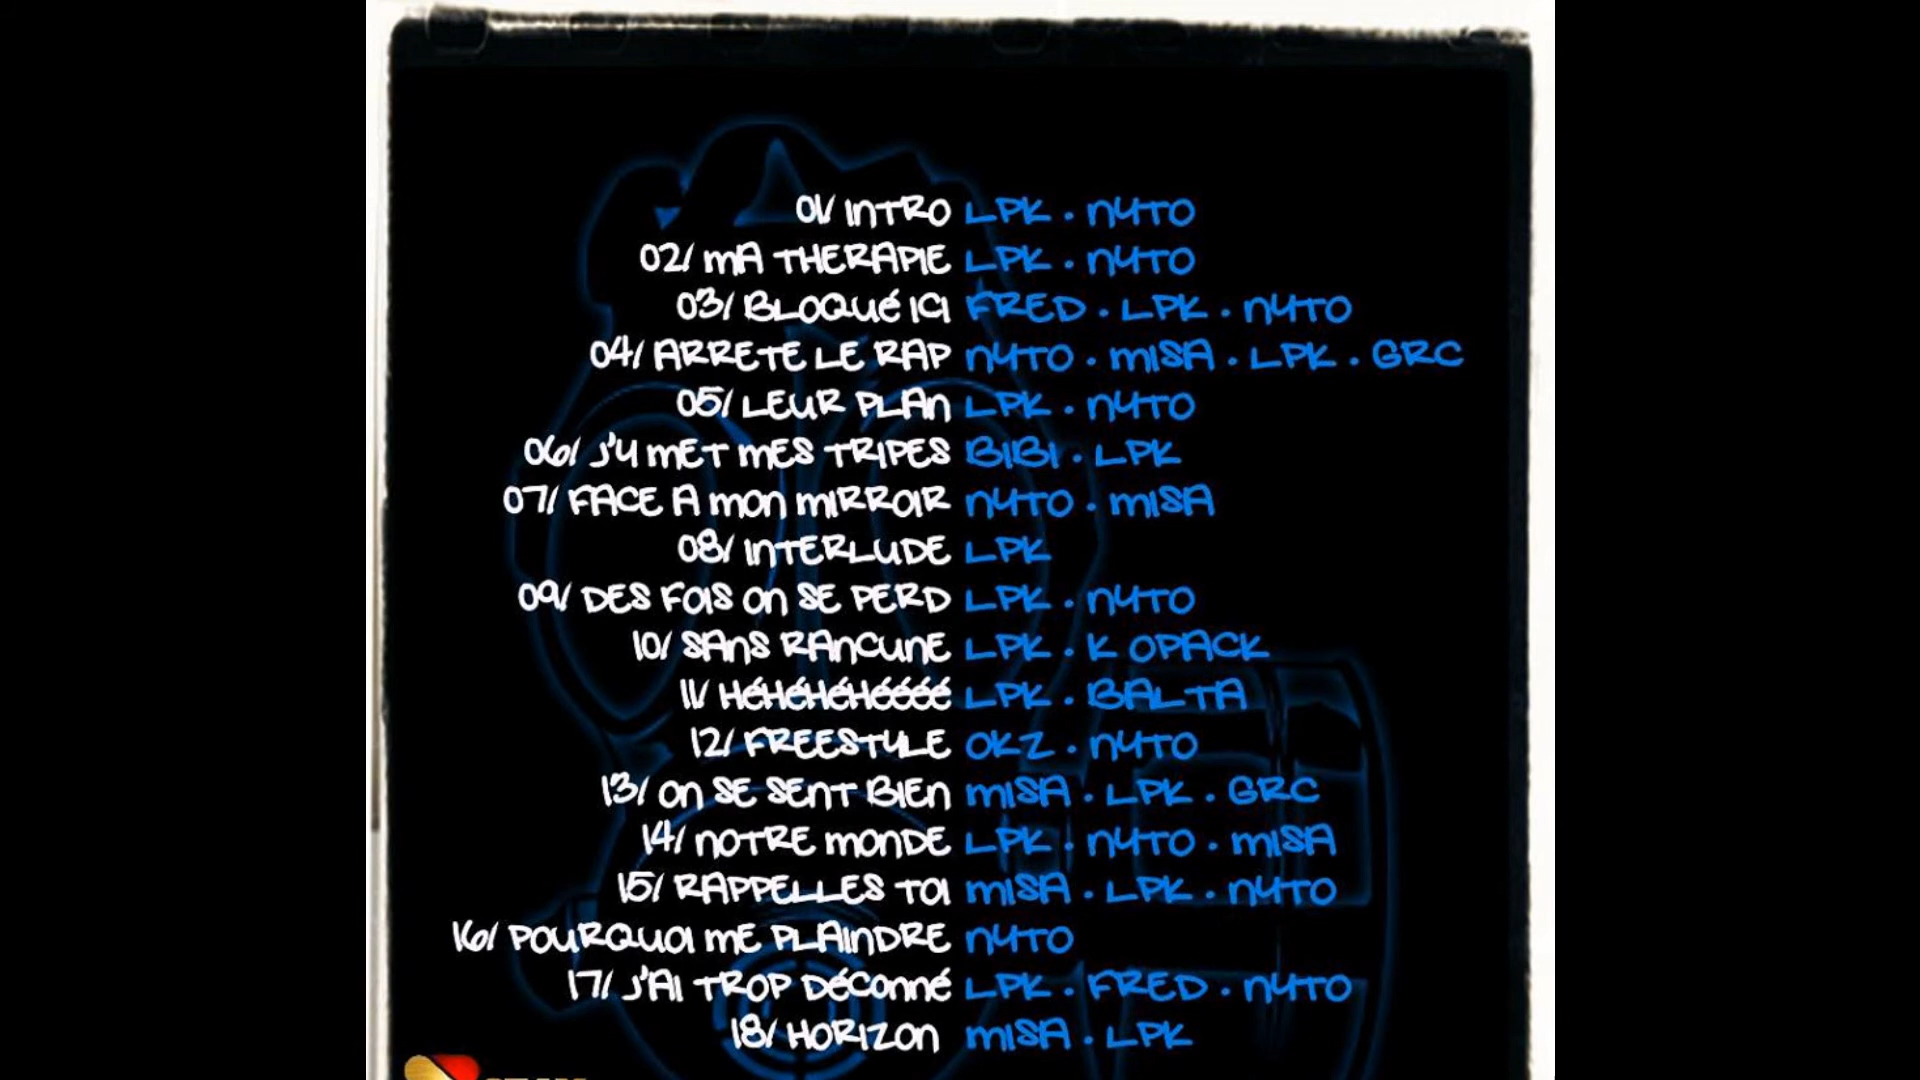 01/ INTRO LPK · NYTO
02/ MA THERAPIE LPK · NYTO
03/ BLOQUÉ ICI FRED · LPK · NYTO
04/ ARRETE LE RAP NYTO · MISA · LPK · GRC
05/ LEUR PLAN LPK · NYTO
06/ J'Y MET MES TRIPES BIBI · LPK
07/ FACE A MON MIRROIR NYTO · MISA
08/ INTERLUDE LPK
09/ DES FOIS ON SE PERD LPK · NYTO
10/ SANS RANCUNE LPK · K OPACK
11/ HÉHÉHÉHÉÉÉÉ LPK · BALTA
12/ FREESTYLE OKZ · NYTO
13/ ON SE SENT BIEN MISA · LPK · GRC
14/ NOTRE MONDE LPK · NYTO · MISA
15/ RAPPELLES TOI MISA · LPK · NYTO
16/ POURQUOI ME PLAINDRE NYTO
17/ J'AI TROP DÉCONNÉ LPK · FRED · NYTO
18/ HORIZON MISA · LPK